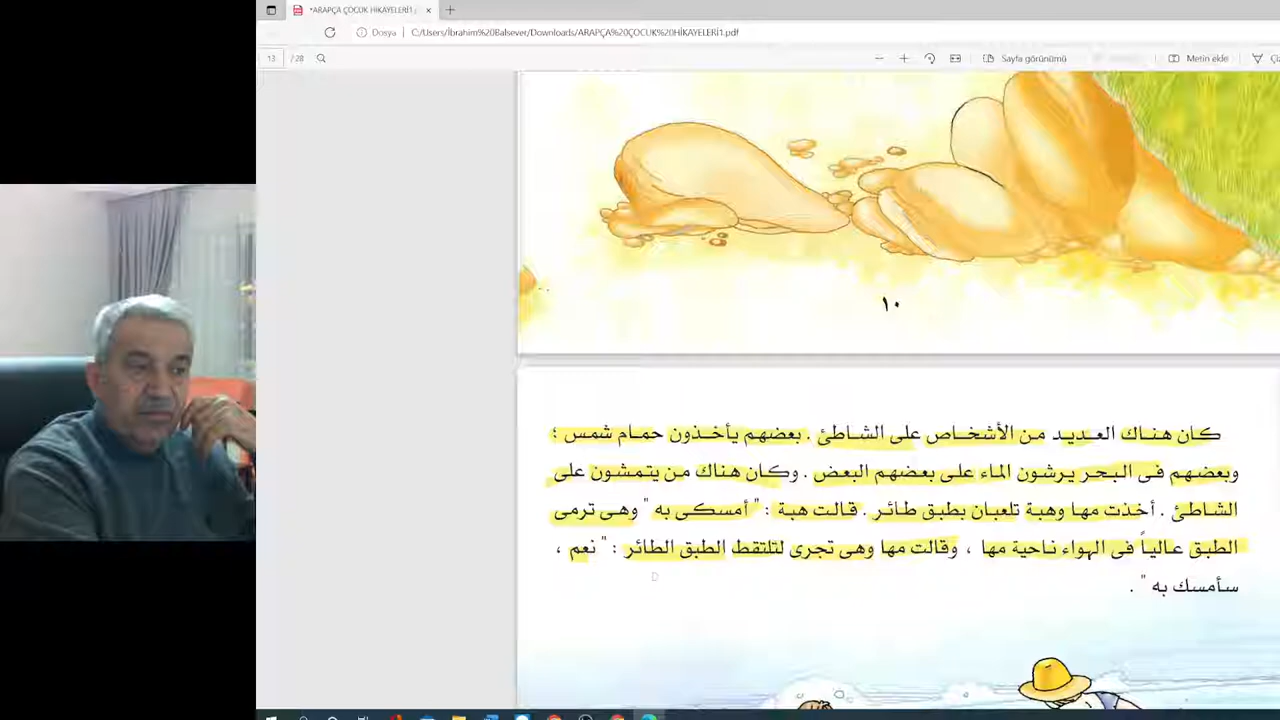 *ARAPÇA ÇOCUK HİKAYELERİ1.
Dosya C:/Users/İbrahim%20Balsever/Downloads/ARAPÇA%20ÇOCUK%20HİKAYELERİ1.pdf
13 / 28 Sayfa görünümü Metin ekle
١٠
كان هناك العديد من الأشخاص على الشاطئ . بعضهم يأخذون حمام شمس ؛
وبعضهم فى البحر يرشون الماء على بعضهم البعض . وكان هناك من يتمشون على
الشاطئ . أخذت مها وهبة تلعبان بطبق طائر . قالت هبة : " أمسكى به " وهى ترمى
الطبق عالياً فى الهواء ناحية مها ، وقالت مها وهى تجرى لتلتقط الطبق الطائر : " نعم ،
سأمسك به " .